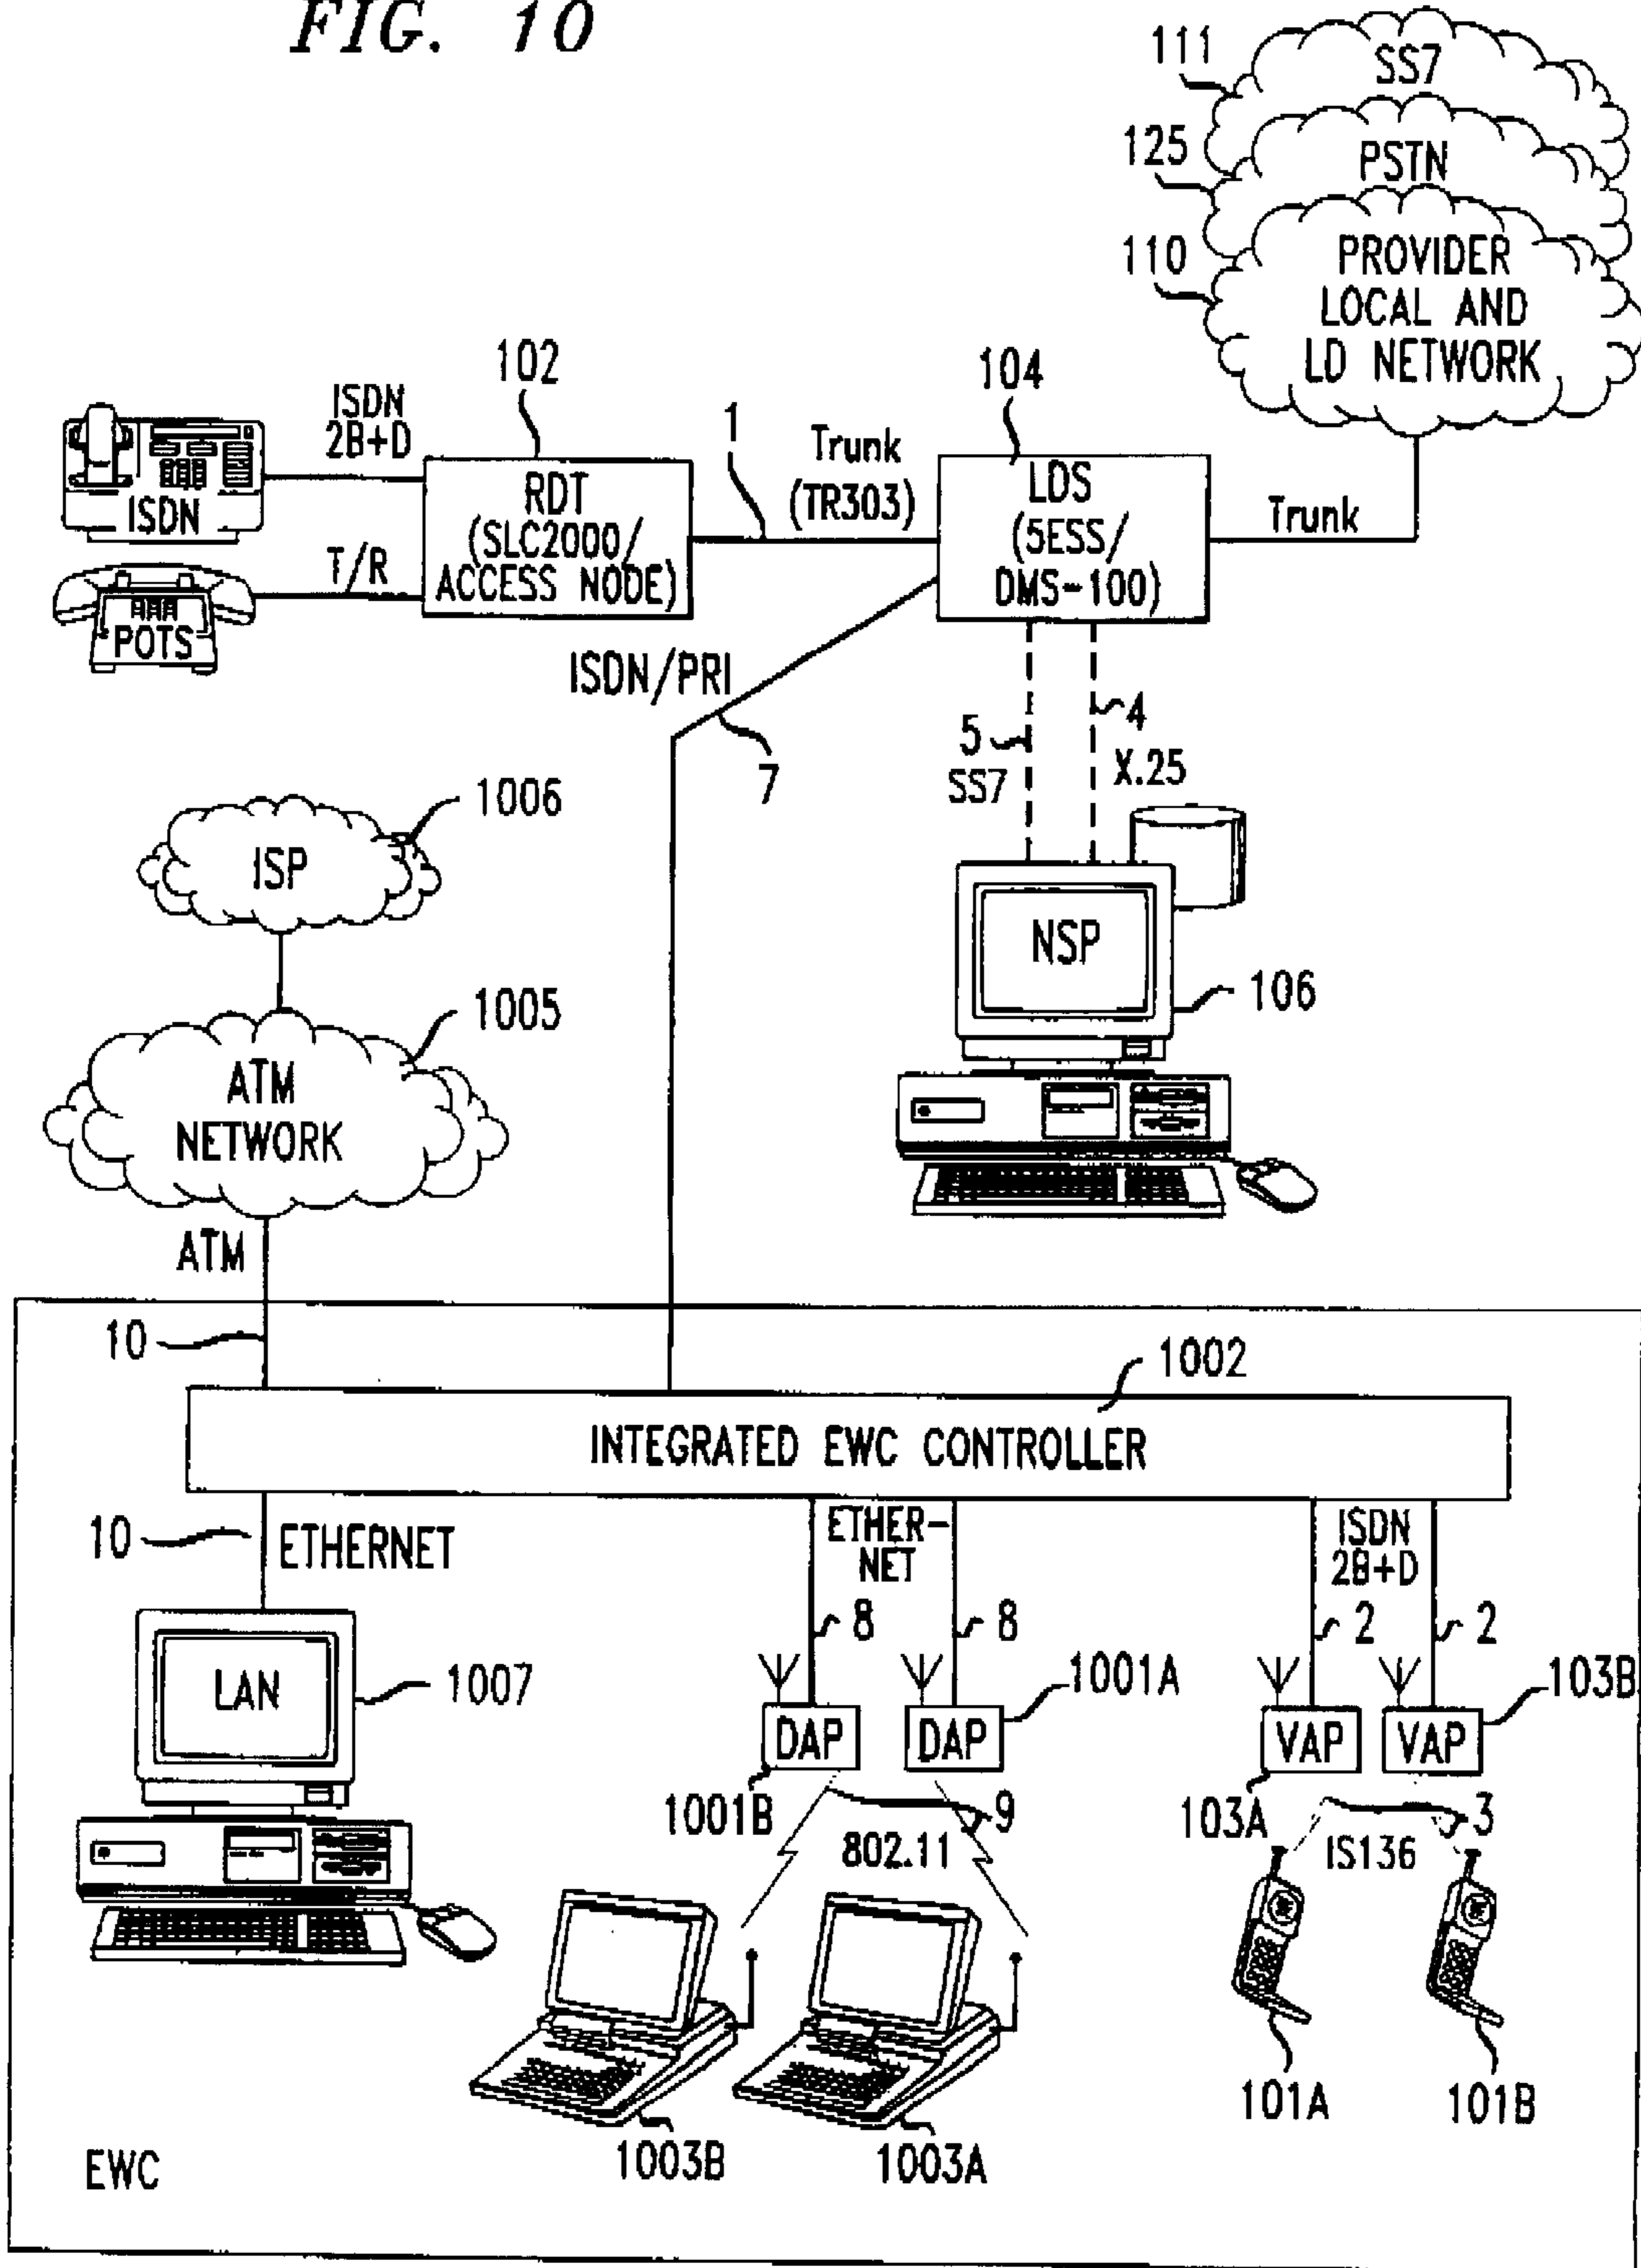 FIG. 10
111
SS7
125
PSTN
110
PROVIDER
LOCAL AND
LD NETWORK
102
104
ISDN
2B+D
1
Trunk
(TR303)
ISDN
RDT
(SLC2000/
ACCESS NODE)
LDS
(5ESS/
DMS-100)
Trunk
T/R
POTS
ISDN/PRI
7
5
SS7
4
X.25
1006
ISP
NSP
106
1005
ATM
NETWORK
ATM
10
1002
INTEGRATED EWC CONTROLLER
10
ETHERNET
ETHER-
NET
ISDN
2B+D
8
8
2
2
LAN
1007
1001A
103B
DAP
DAP
VAP
VAP
1001B
9
802.11
103A
3
IS136
101A
101B
1003B
1003A
EWC